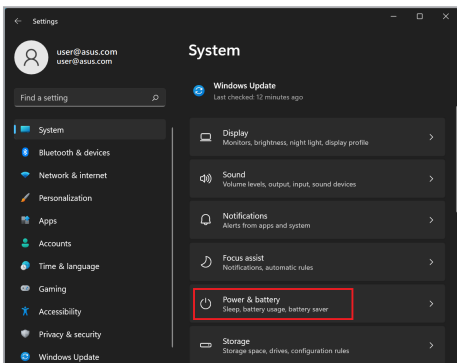 Settings
user@asus.com
user@asus.com
Find a setting
System
Bluetooth & devices
Network & internet
Personalization
Apps
Accounts
Time & language
Gaming
Accessibility
Privacy & security
Windows Update
System
Windows Update
Last checked: 12 minutes ago
Display
Monitors, brightness, night light, display profile
Sound
Volume levels, output, input, sound devices
Notifications
Alerts from apps and system
Focus assist
Notifications, automatic rules
Power & battery
Sleep, battery usage, battery saver
Storage
Storage space, drives, configuration rules